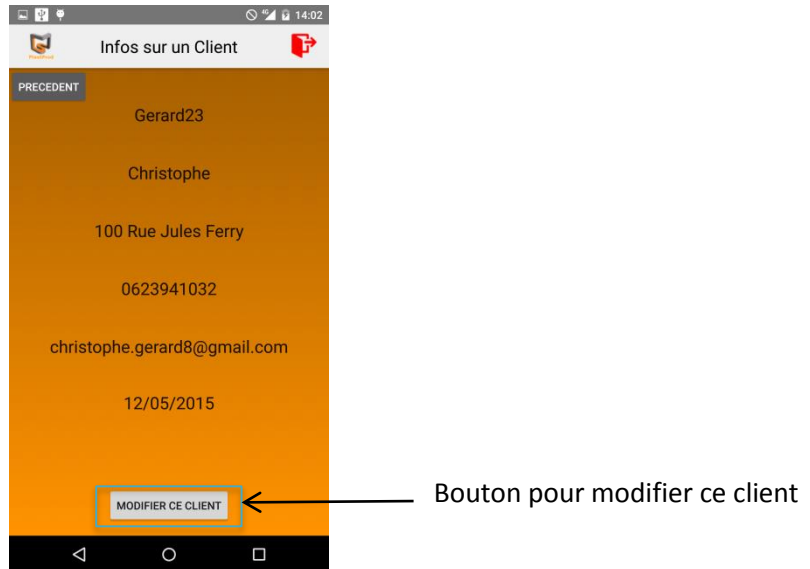 14:02
Infos sur un Client
PRECEDENT
Gerard23
Christophe
100 Rue Jules Ferry
0623941032
christophe.gerard8@gmail.com
12/05/2015
MODIFIER CE CLIENT
Bouton pour modifier ce client